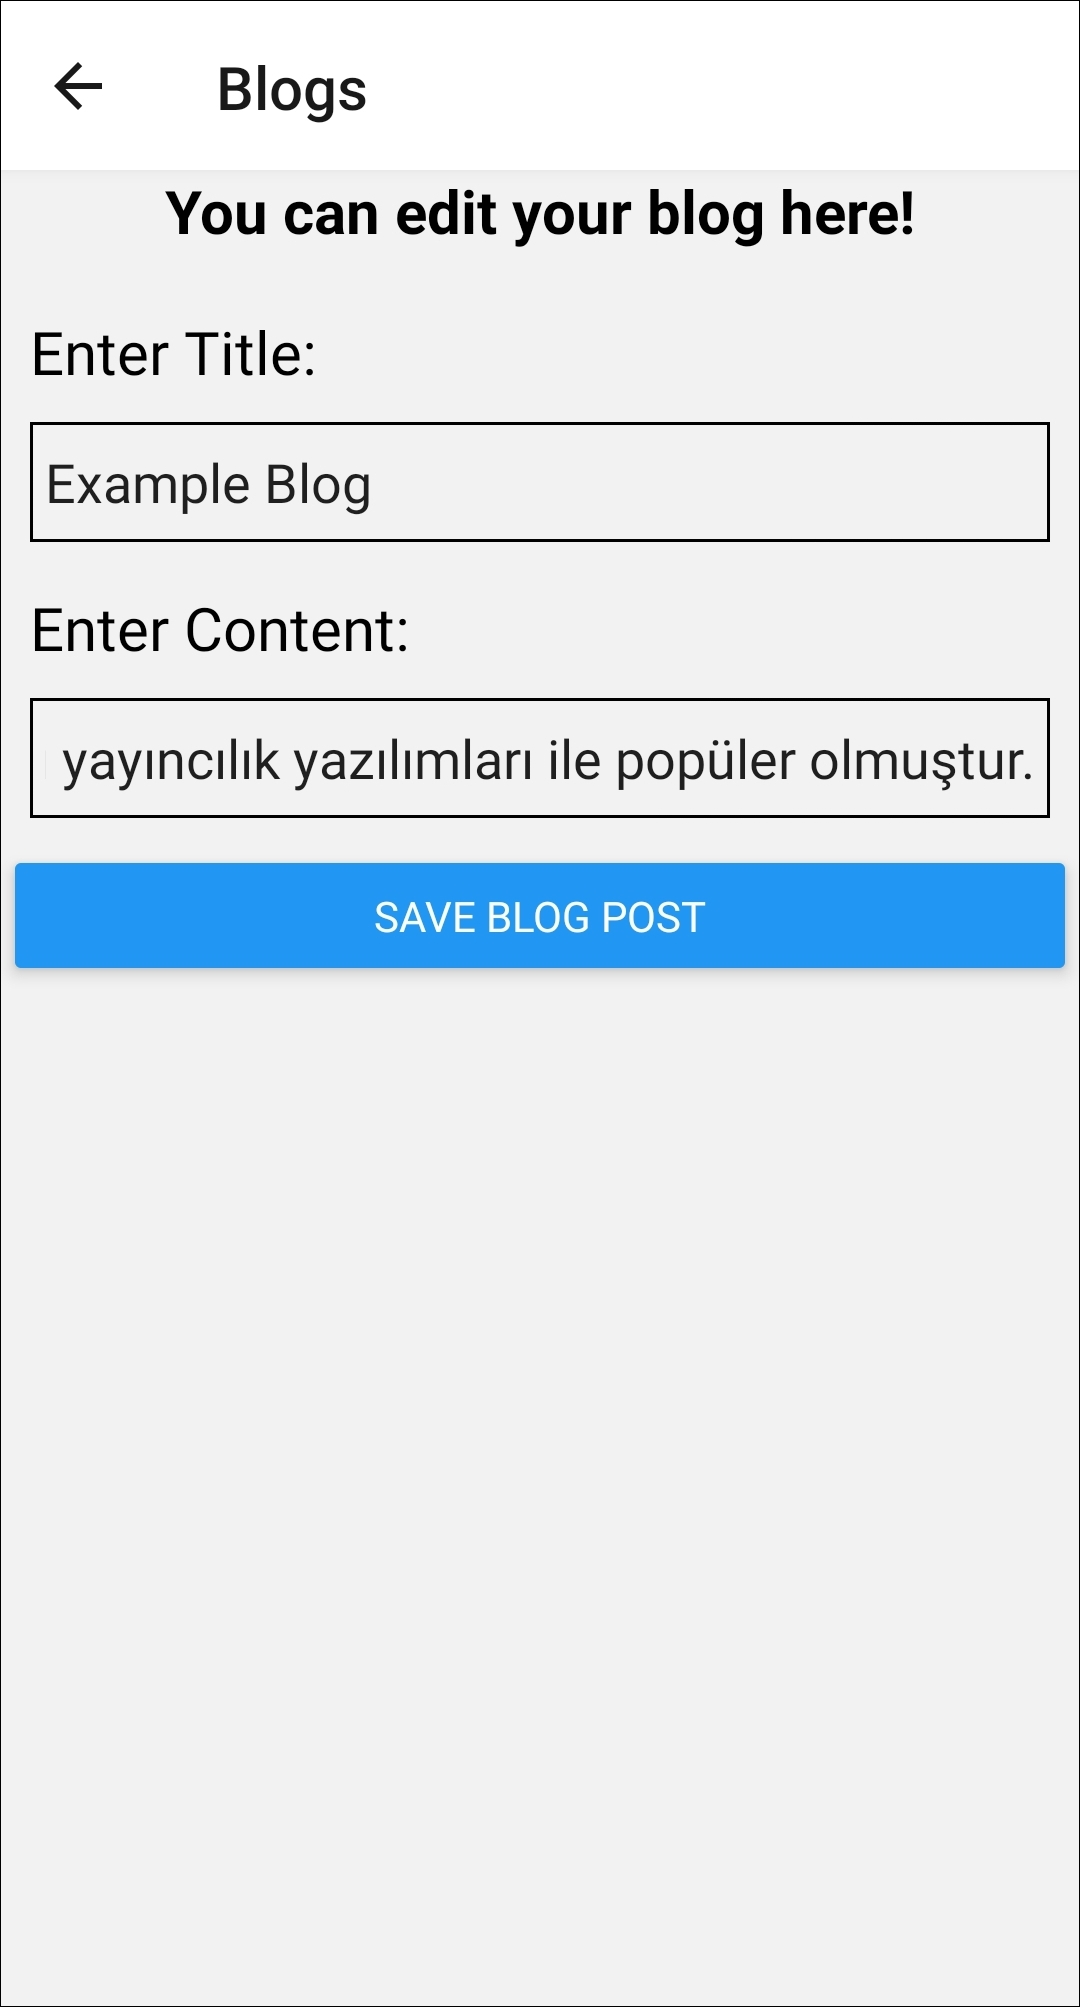 Blogs
You can edit your blog here!
Enter Title:
Example Blog
Enter Content:
yayıncılık yazılımları ile popüler olmuştur.
SAVE BLOG POST